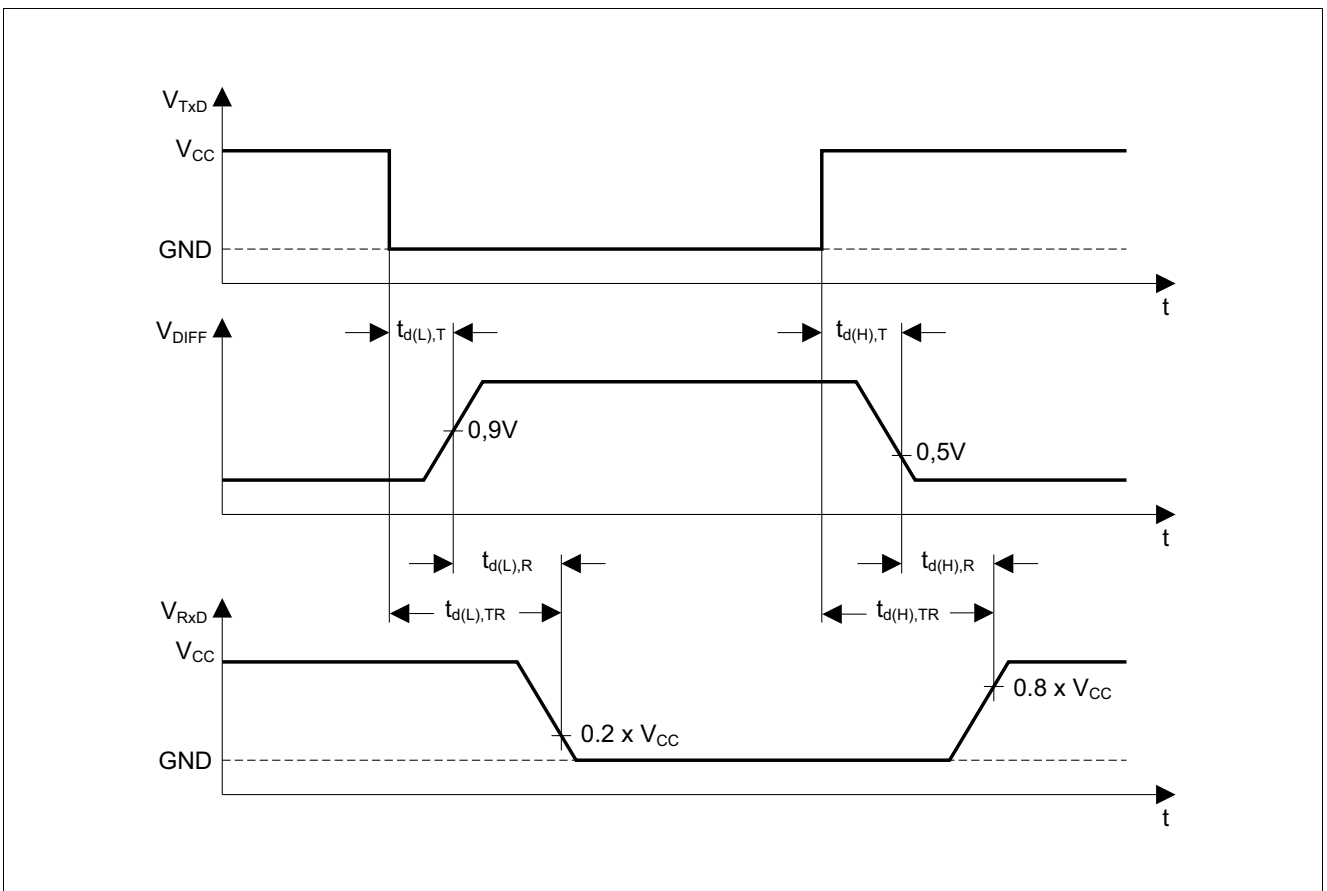 V_TxD
V_CC
GND
t
V_DIFF
t_d(L),T
t_d(H),T
0,9V
0,5V
t
t_d(L),R
t_d(H),R
t_d(L),TR
t_d(H),TR
V_RxD
V_CC
0.8 x V_CC
0.2 x V_CC
GND
t